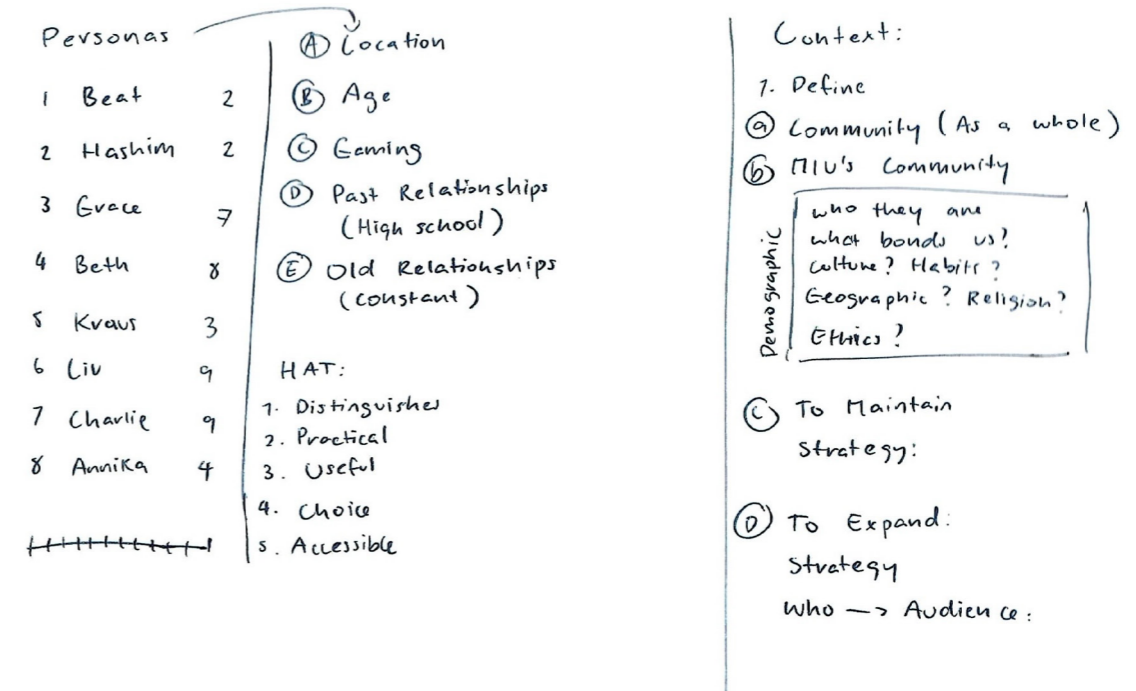 Personas
1 Beat 2
2 Hashim 2
3 Grace 7
4 Beth 8
5 Kraus 3
6 Liv 9
7 Charlie 9
8 Annika 4
A Location
B Age
C Gaming
D Past Relationships
(High school)
E Old Relationships
(constant)
HAT:
1. Distinguishes
2. Practical
3. Useful
4. Choice
5. Accessible
Context:
1. Define
a Community (As a whole)
b MIU's Community
Demographic
who they are
what bonds us?
Culture? Habits?
Geographic? Religion?
Ethics?
C To Maintain
Strategy:
D To Expand:
Strategy
Who -> Audience: